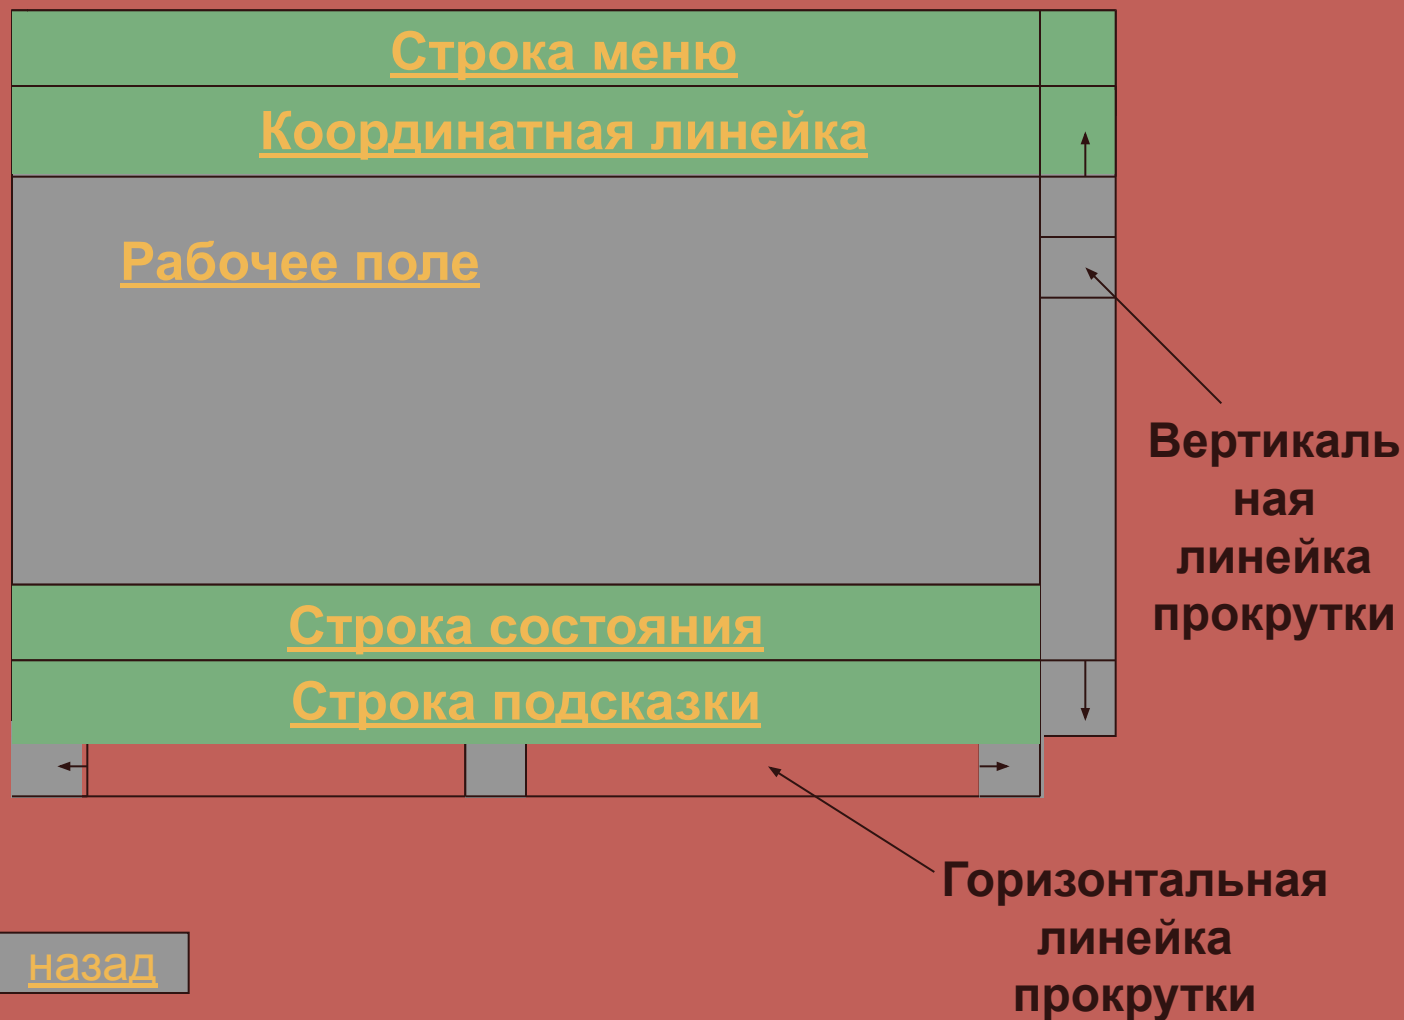 Строка меню
Координатная линейка
Рабочее поле
Вертикаль
ная
линейка
прокрутки
Строка состояния
Строка подсказки
Горизонтальная
линейка
прокрутки
назад